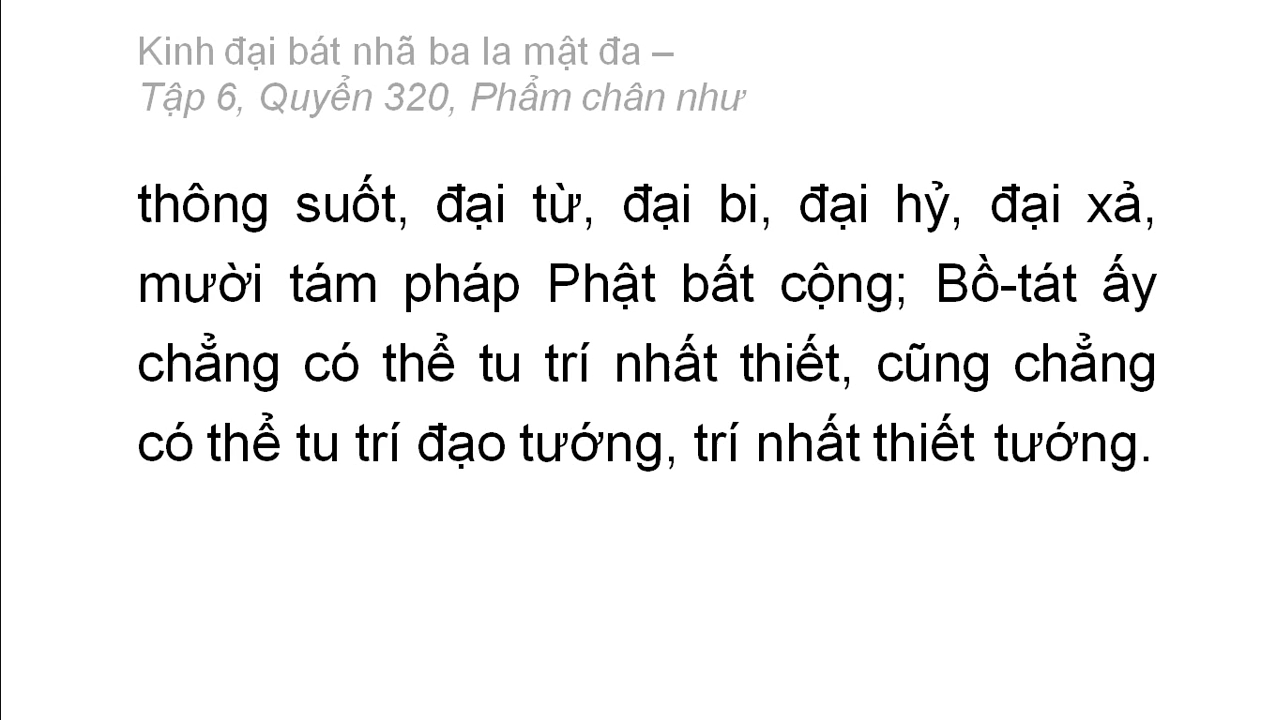 Kinh đại bát nhã ba la mật đa –
Tập 6, Quyển 320, Phẩm chân như
thông suốt, đại từ, đại bi, đại hỷ, đại xả,
mười tám pháp Phật bất cộng; Bồ-tát ấy
chẳng có thể tu trí nhất thiết, cũng chẳng
có thể tu trí đạo tướng, trí nhất thiết tướng.